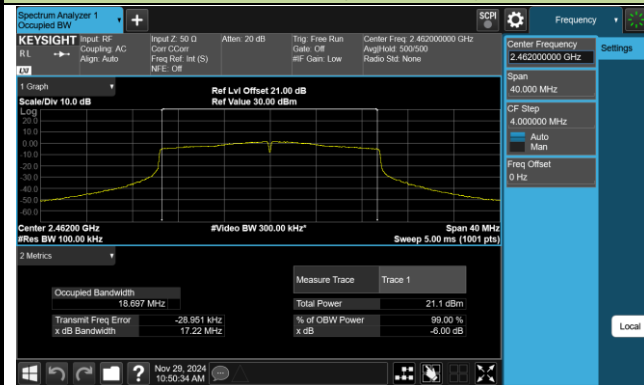 Spectrum Analyzer 1
Occupied BW
SCPI
Frequency
KEYSIGHT
RL
Input: RF
Coupling: AC
Align: Auto
Input Z: 50 Ω
Corr CCorr
Freq Ref: Int (S)
NFE: Off
Atten: 20 dB
Trig: Free Run
Gate: Off
#IF Gain: Low
Center Freq: 2.462000000 GHz
Avg|Hold: 500/500
Radio Std: None
Center Frequency
2.462000000 GHz
Settings
Span
40.000 MHz
CF Step
4.000000 MHz
Auto
Man
Freq Offset
0 Hz
Local
1 Graph
Scale/Div 10.0 dB
Ref Lvl Offset 21.00 dB
Ref Value 30.00 dBm
Log
20.0
10.0
0.00
-10.0
-20.0
-30.0
-40.0
-50.0
-60.0
Center 2.46200 GHz
#Res BW 100.00 kHz
#Video BW 300.00 kHz*
Span 40 MHz
Sweep 5.00 ms (1001 pts)
2 Metrics
Measure Trace Trace 1
Occupied Bandwidth
18.697 MHz
Total Power 21.1 dBm
Transmit Freq Error -28.951 kHz
% of OBW Power 99.00 %
x dB Bandwidth 17.22 MHz
x dB -6.00 dB
Nov 29, 2024
10:50:34 AM